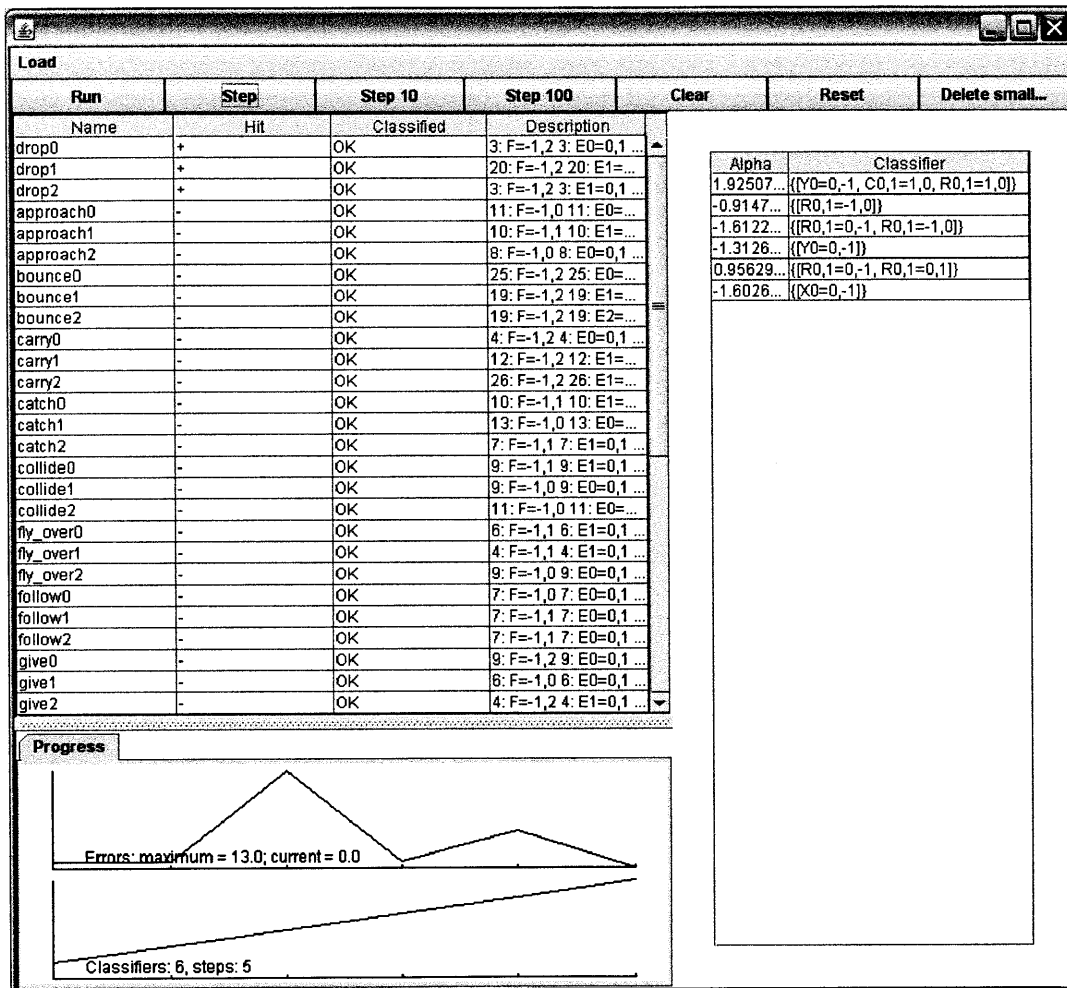 Load
Run Step Step 10 Step 100 Clear Reset Delete small...
Name Hit Classified Description
drop0 + OK 3: F=-1,2 3: E0=0,1 ...
drop1 + OK 20: F=-1,2 20: E1=...
drop2 + OK 3: F=-1,2 3: E1=0,1 ...
approach0 - OK 11: F=-1,0 11: E0=...
approach1 - OK 10: F=-1,1 10: E1=...
approach2 - OK 8: F=-1,0 8: E0=0,1 ...
bounce0 - OK 25: F=-1,2 25: E0=...
bounce1 - OK 19: F=-1,2 19: E1=...
bounce2 - OK 19: F=-1,2 19: E2=...
carry0 - OK 4: F=-1,2 4: E0=0,1 ...
carry1 - OK 12: F=-1,2 12: E1=...
carry2 - OK 26: F=-1,2 26: E1=...
catch0 - OK 10: F=-1,1 10: E1=...
catch1 - OK 13: F=-1,0 13: E0=...
catch2 - OK 7: F=-1,1 7: E1=0,1 ...
collide0 - OK 9: F=-1,1 9: E1=0,1 ...
collide1 - OK 9: F=-1,0 9: E0=0,1 ...
collide2 - OK 11: F=-1,0 11: E0=...
fly_over0 - OK 6: F=-1,1 6: E1=0,1 ...
fly_over1 - OK 4: F=-1,1 4: E1=0,1 ...
fly_over2 - OK 9: F=-1,0 9: E0=0,1 ...
follow0 - OK 7: F=-1,0 7: E0=0,1 ...
follow1 - OK 7: F=-1,1 7: E0=0,1 ...
follow2 - OK 7: F=-1,1 7: E0=0,1 ...
give0 - OK 9: F=-1,2 9: E0=0,1 ...
give1 - OK 6: F=-1,0 6: E0=0,1 ...
give2 - OK 4: F=-1,2 4: E1=0,1 ...
Alpha Classifier
1.92507... {[Y0=0,-1, C0,1=1,0, R0,1=1,0]}
-0.9147... {[R0,1=-1,0]}
-1.6122... {[R0,1=0,-1, R0,1=-1,0]}
-1.3126... {[Y0=0,-1]}
0.95629... {[R0,1=0,-1, R0,1=0,1]}
-1.6026... {[X0=0,-1]}
Progress
Errors: maximum = 13.0; current = 0.0
Classifiers: 6, steps: 5